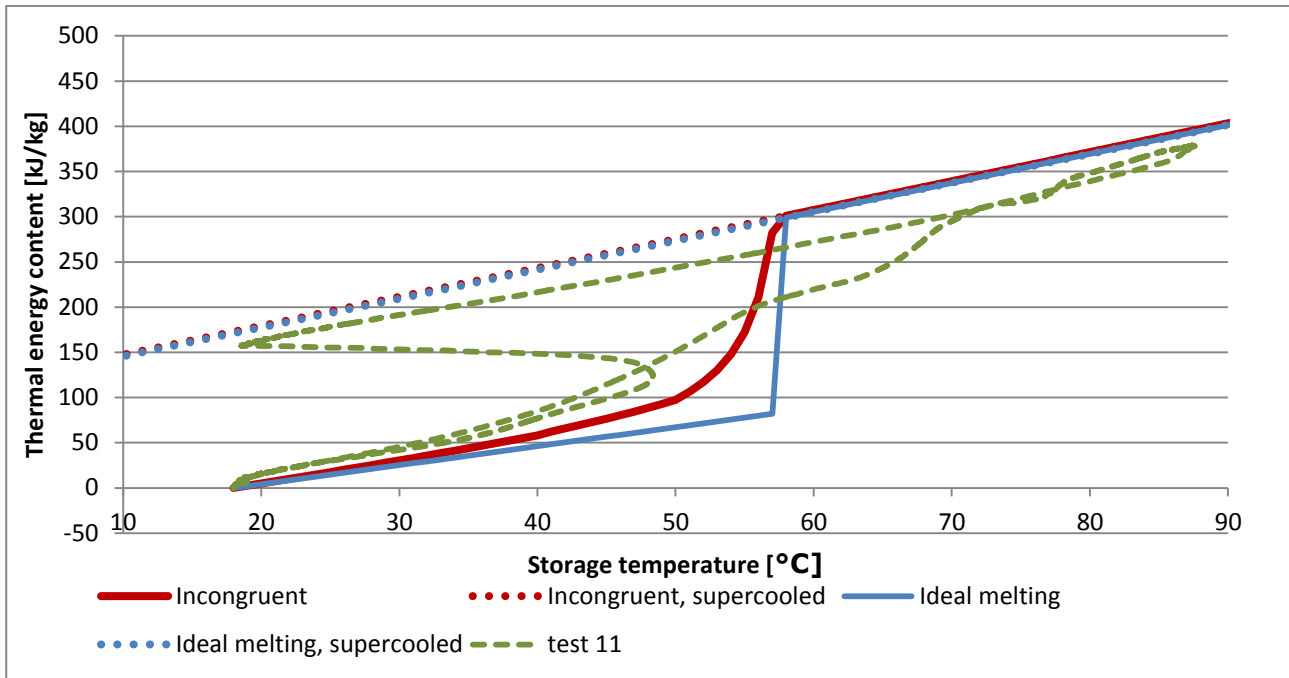 Thermal energy content [kJ/kg]
500
450
400
350
300
250
200
150
100
50
0
-50
10 20 30 40 50 60 70 80 90
Storage temperature [°C]
Incongruent Incongruent, supercooled Ideal melting
Ideal melting, supercooled test 11